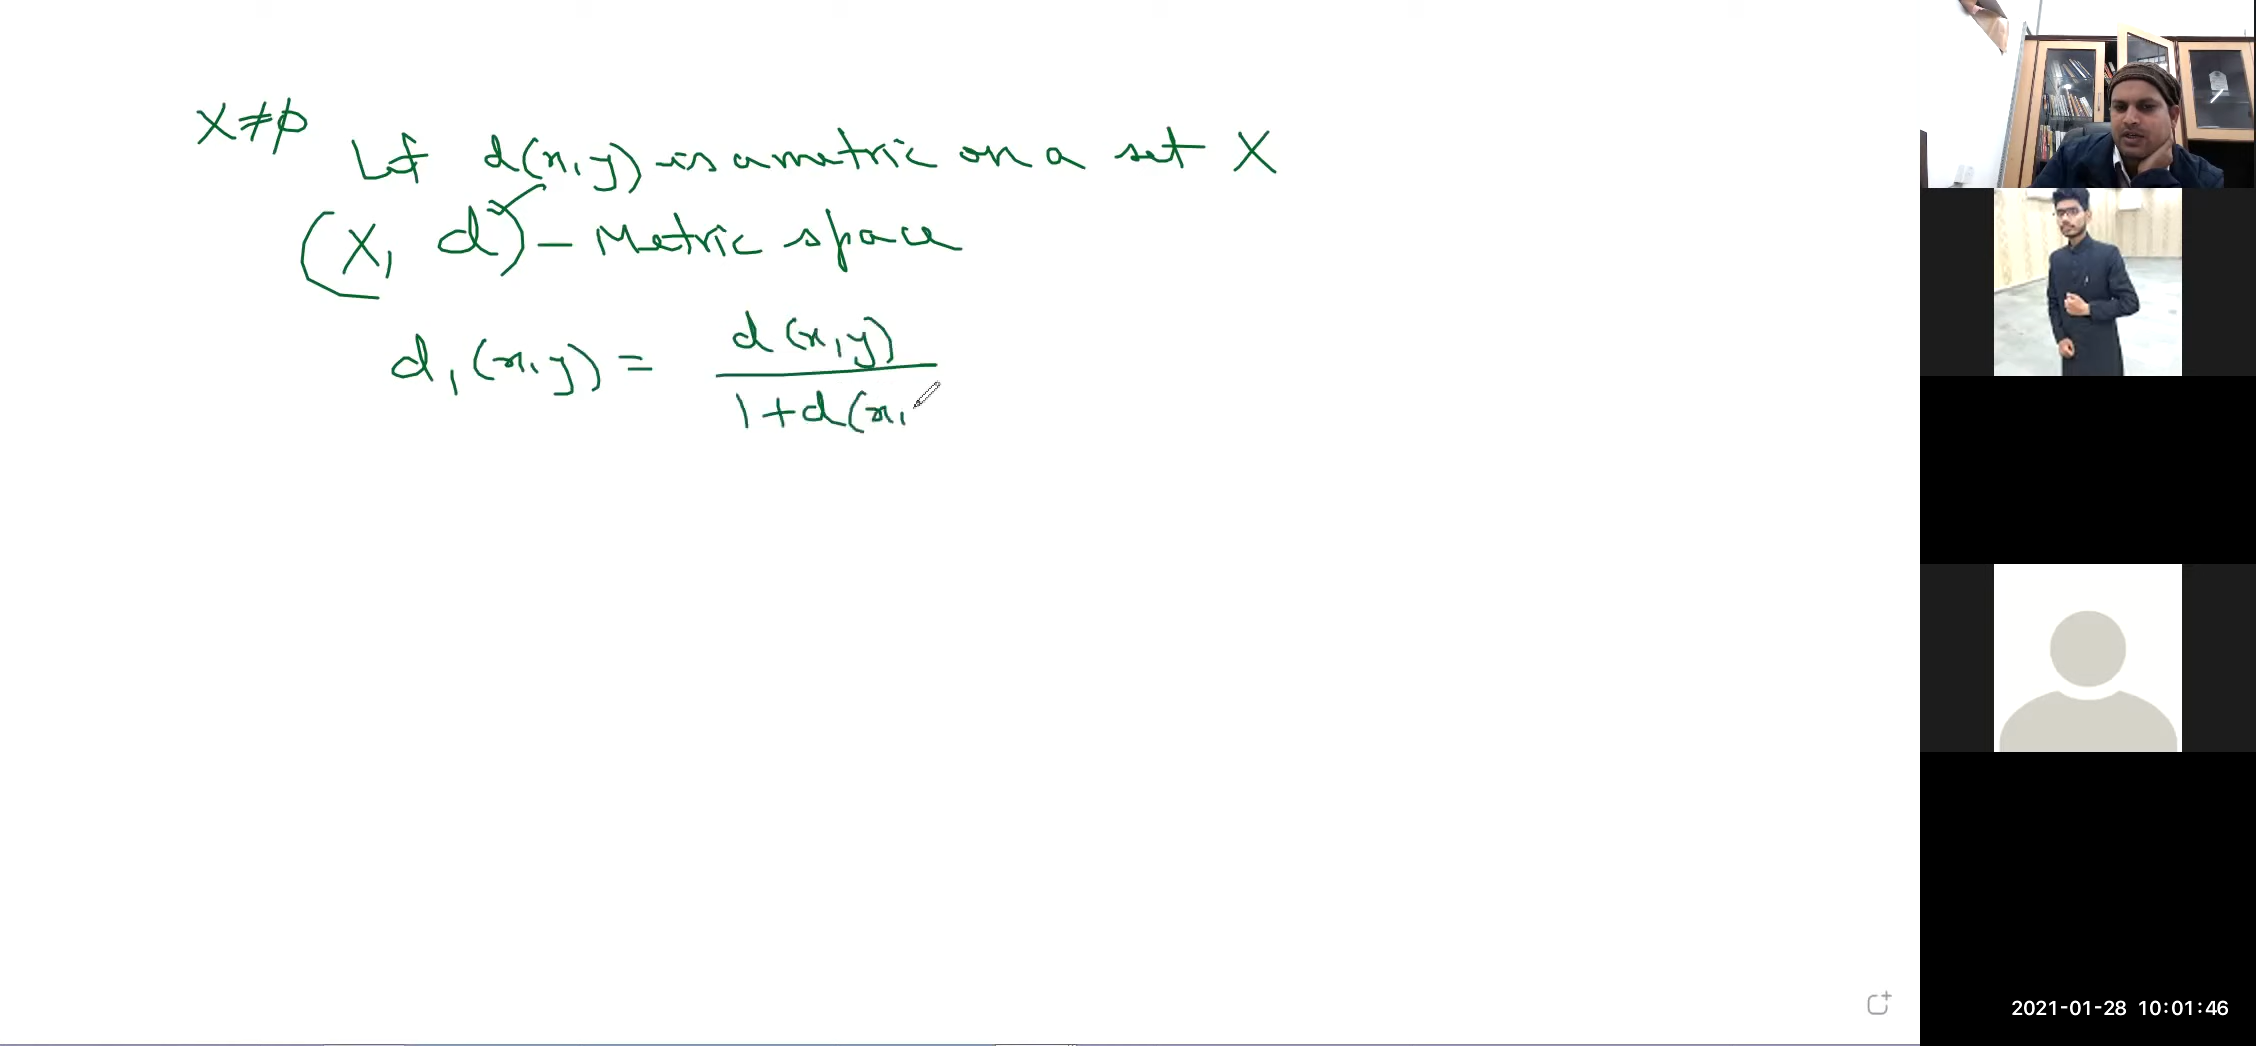 X≠φ
Let d(x,y) is a metric on a set X
(X, d) – Metric space
d₁(x,y) = d(x,y)
1+d(x,
2021-01-28 10:01:46